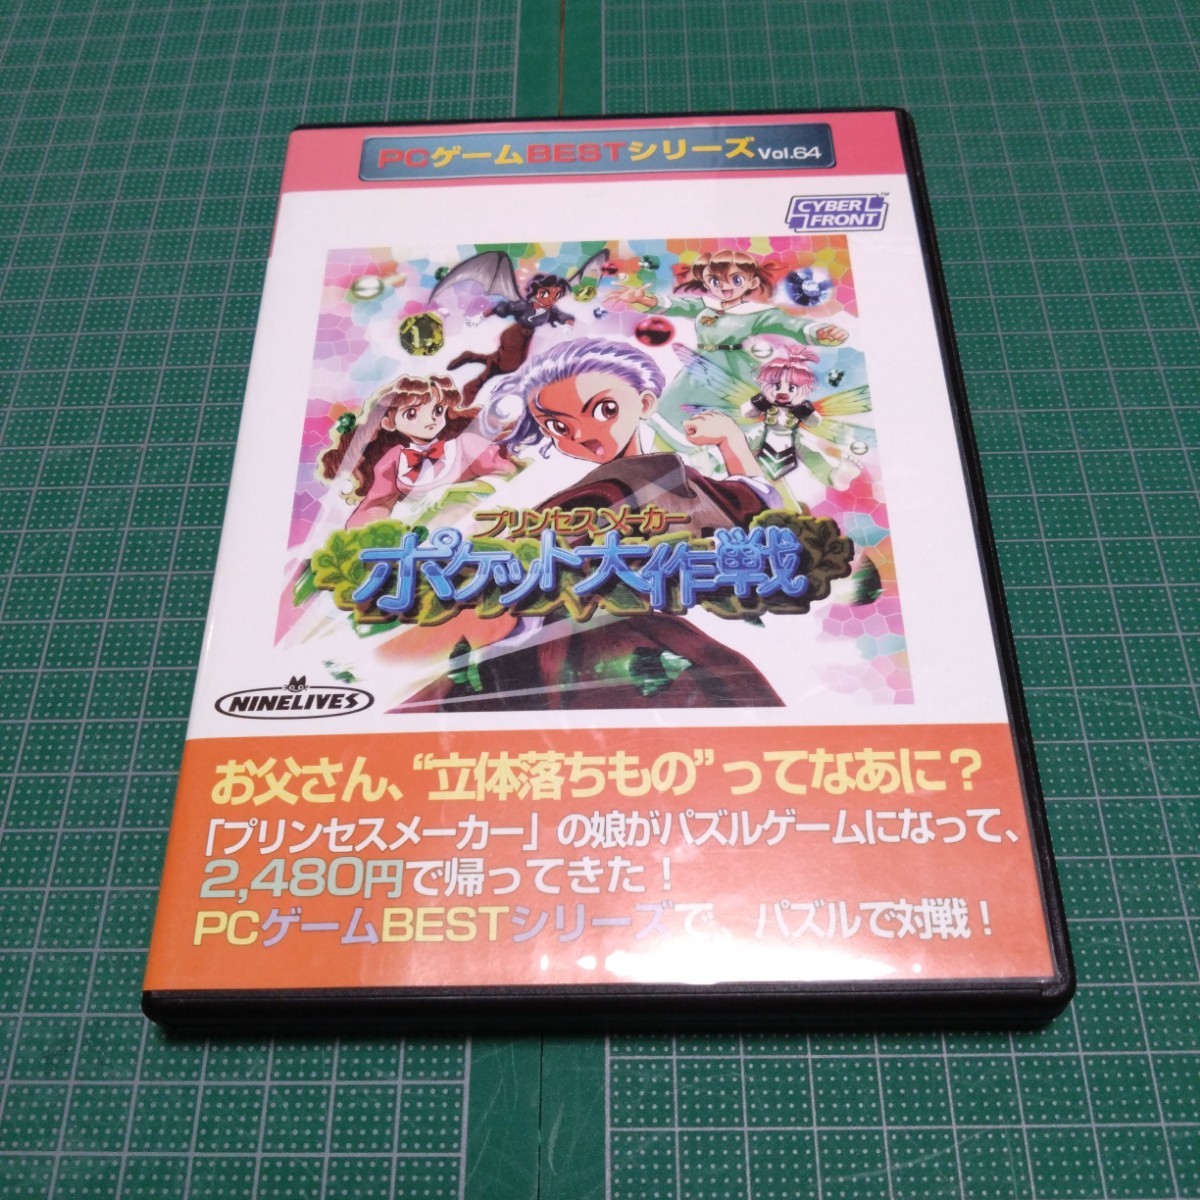 PCゲームBESTシリーズ Vol.64
CYBER FRONT™
プリンセスメーカー
ポケット大作戦
NINELIVES
お父さん、“立体落ちもの”ってなあに？
「プリンセスメーカー」の娘がパズルゲームになって、
2,480円で帰ってきた！
PCゲームBESTシリーズで、パズルで対戦！